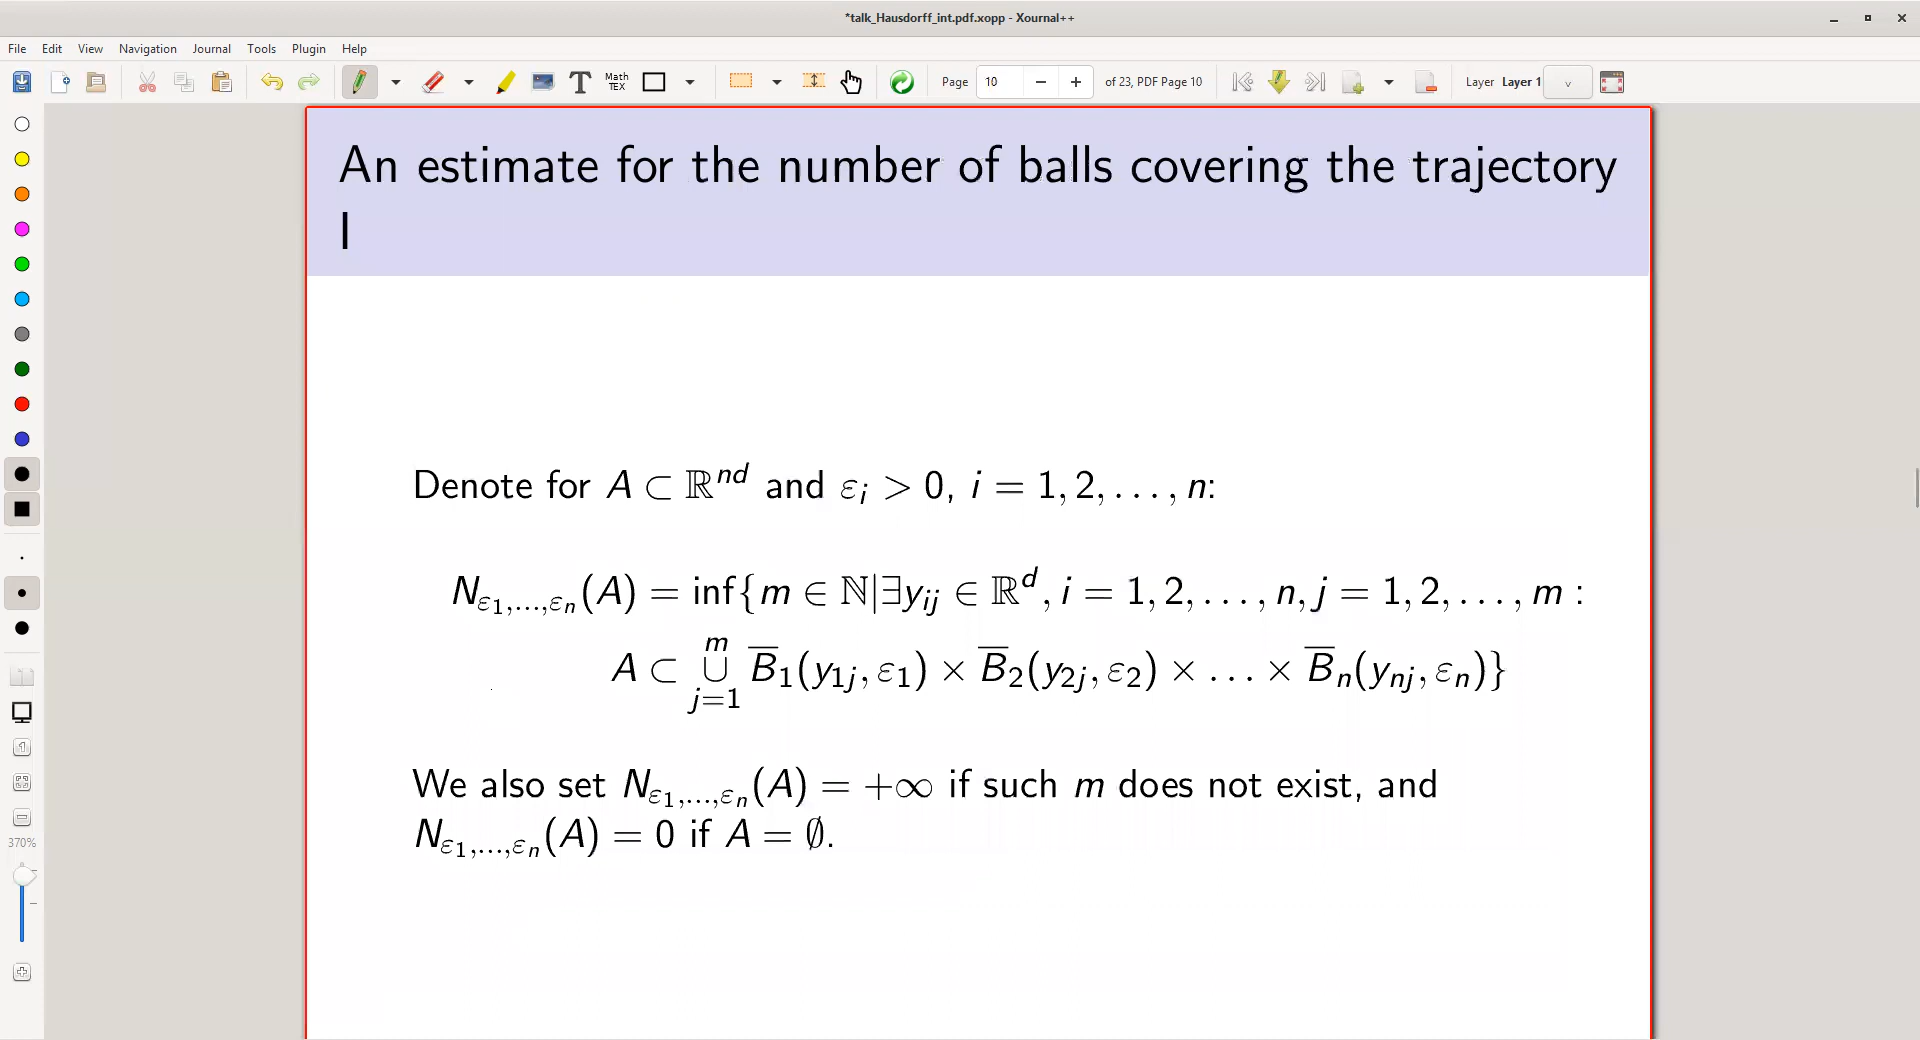 *talk_Hausdorff_int.pdf.xopp - Xournal++
File Edit View Navigation Journal Tools Plugin Help
Math TEX Page 10 of 23, PDF Page 10 Layer Layer 1
An estimate for the number of balls covering the trajectory
I
Denote for A ⊂ ℝ^{nd} and ε_i > 0, i = 1, 2, . . . , n:
N_{ε_1,...,ε_n}(A) = inf{m ∈ ℕ|∃y_{ij} ∈ ℝ^d, i = 1, 2, . . . , n, j = 1, 2, . . . , m :
A ⊂ ∪_{j=1}^{m} B̅_1(y_{1j}, ε_1) × B̅_2(y_{2j}, ε_2) × . . . × B̅_n(y_{nj}, ε_n)}
We also set N_{ε_1,...,ε_n}(A) = +∞ if such m does not exist, and
N_{ε_1,...,ε_n}(A) = 0 if A = ∅.
370%